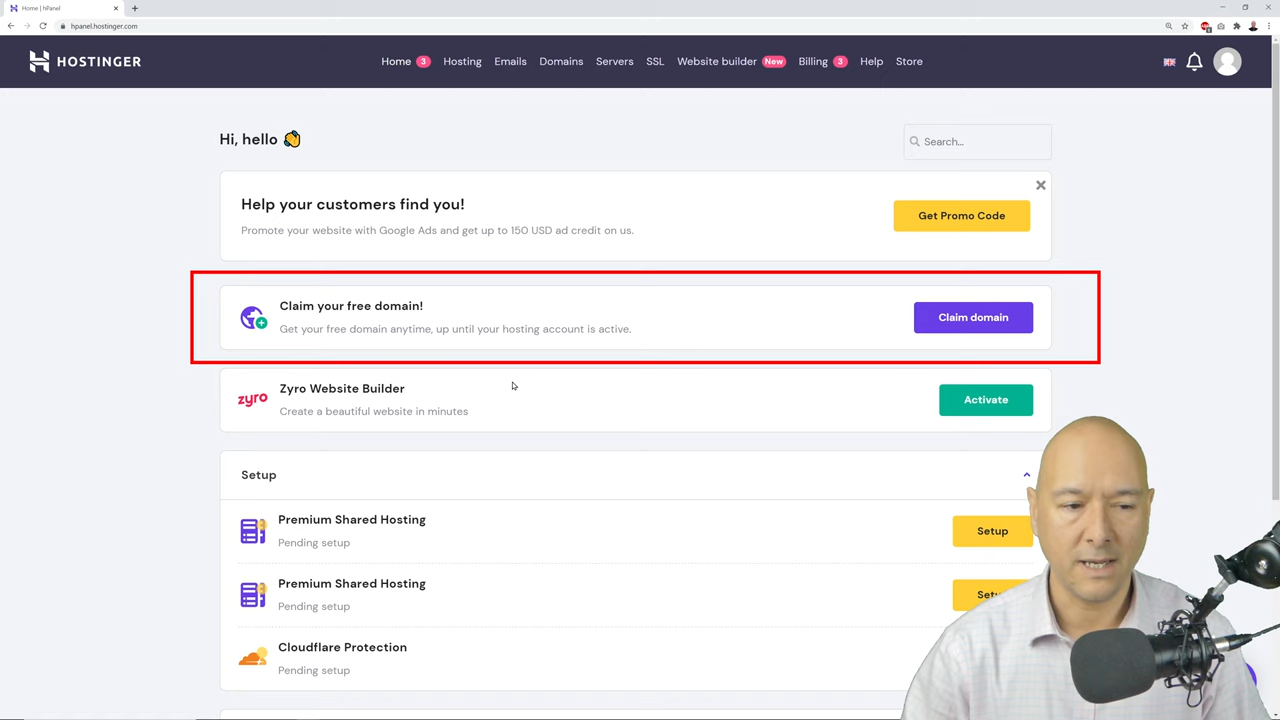 Home | hPanel
hpanel.hostinger.com
HOSTINGER
Home 3 Hosting Emails Domains Servers SSL Website builder New Billing 3 Help Store
Hi, hello
Search...
Help your customers find you!
Promote your website with Google Ads and get up to 150 USD ad credit on us.
Get Promo Code
Claim your free domain!
Get your free domain anytime, up until your hosting account is active.
Claim domain
zyro
Zyro Website Builder
Create a beautiful website in minutes
Activate
Setup
Premium Shared Hosting
Pending setup
Setup
Premium Shared Hosting
Pending setup
Cloudflare Protection
Pending setup